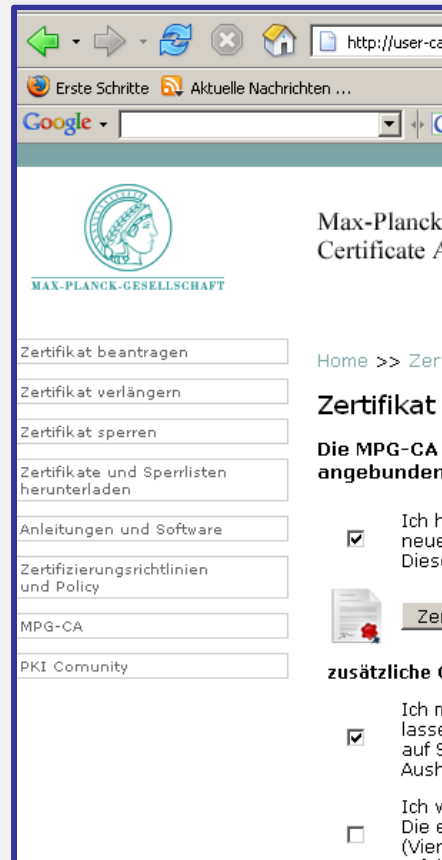 http://user-ca
Erste Schritte Aktuelle Nachrichten ...
Google
MAX-PLANCK-GESELLSCHAFT
Max-Planck
Certificate A
Zertifikat beantragen
Zertifikat verlängern
Zertifikat sperren
Zertifikate und Sperrlisten
herunterladen
Anleitungen und Software
Zertifizierungsrichtlinien
und Policy
MPG-CA
PKI Comunity
Home >> Zer
Zertifikat
Die MPG-CA
angebunden
Ich h
neue
Diese
Zer
zusätzliche
Ich m
lasse
auf S
Aush
Ich v
Die e
(Vier